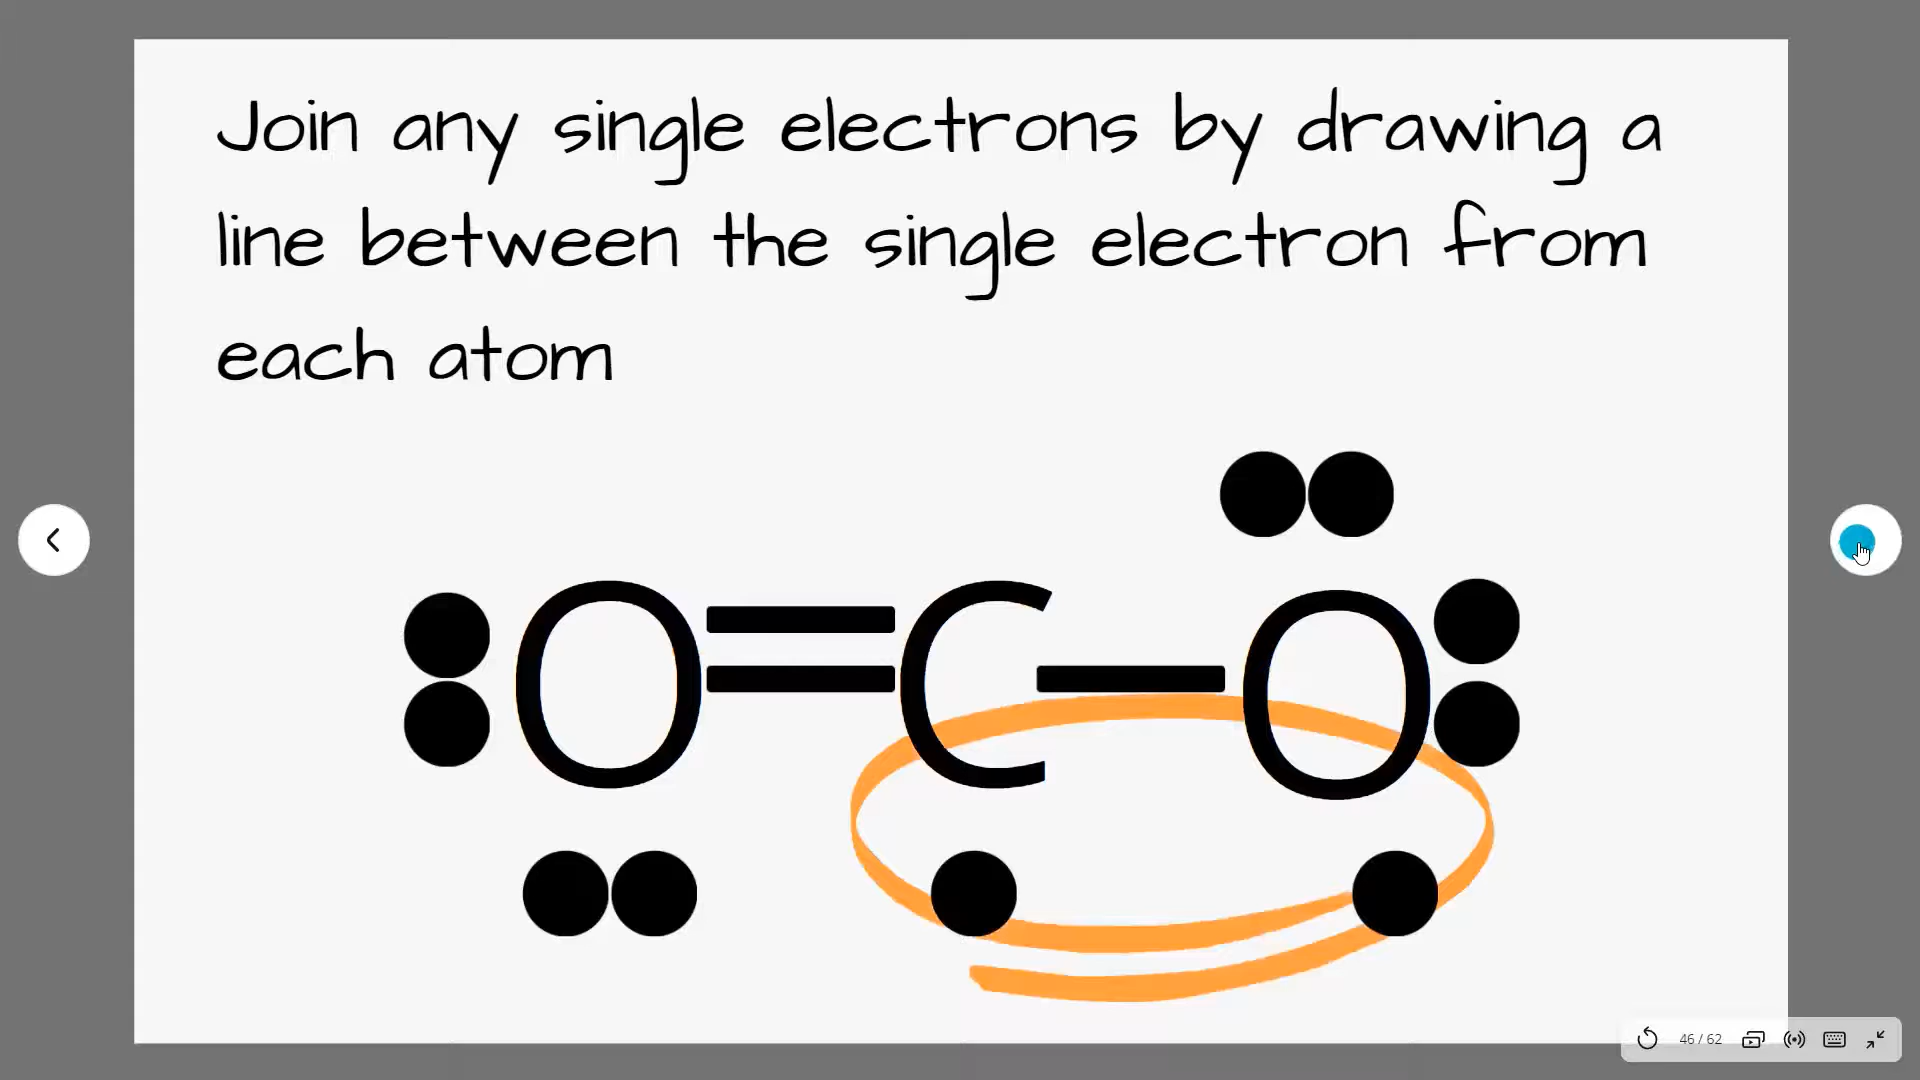 Join any single electrons by drawing a
line between the single electron from
each atom
O C O
46 / 62